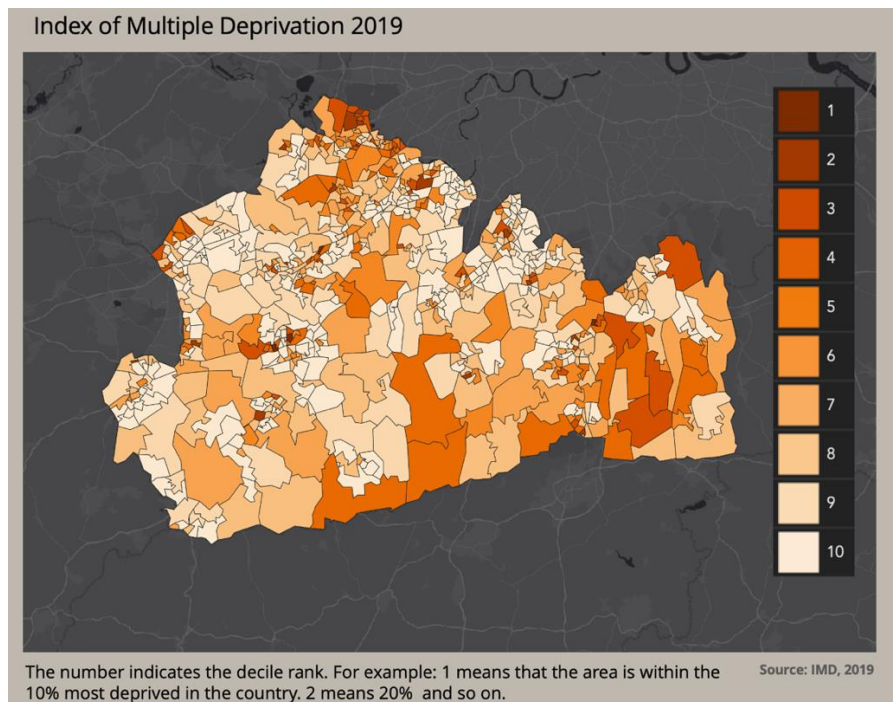 Index of Multiple Deprivation 2019
1
2
3
4
5
6
7
8
9
10
The number indicates the decile rank. For example: 1 means that the area is within the
10% most deprived in the country. 2 means 20% and so on.
Source: IMD, 2019